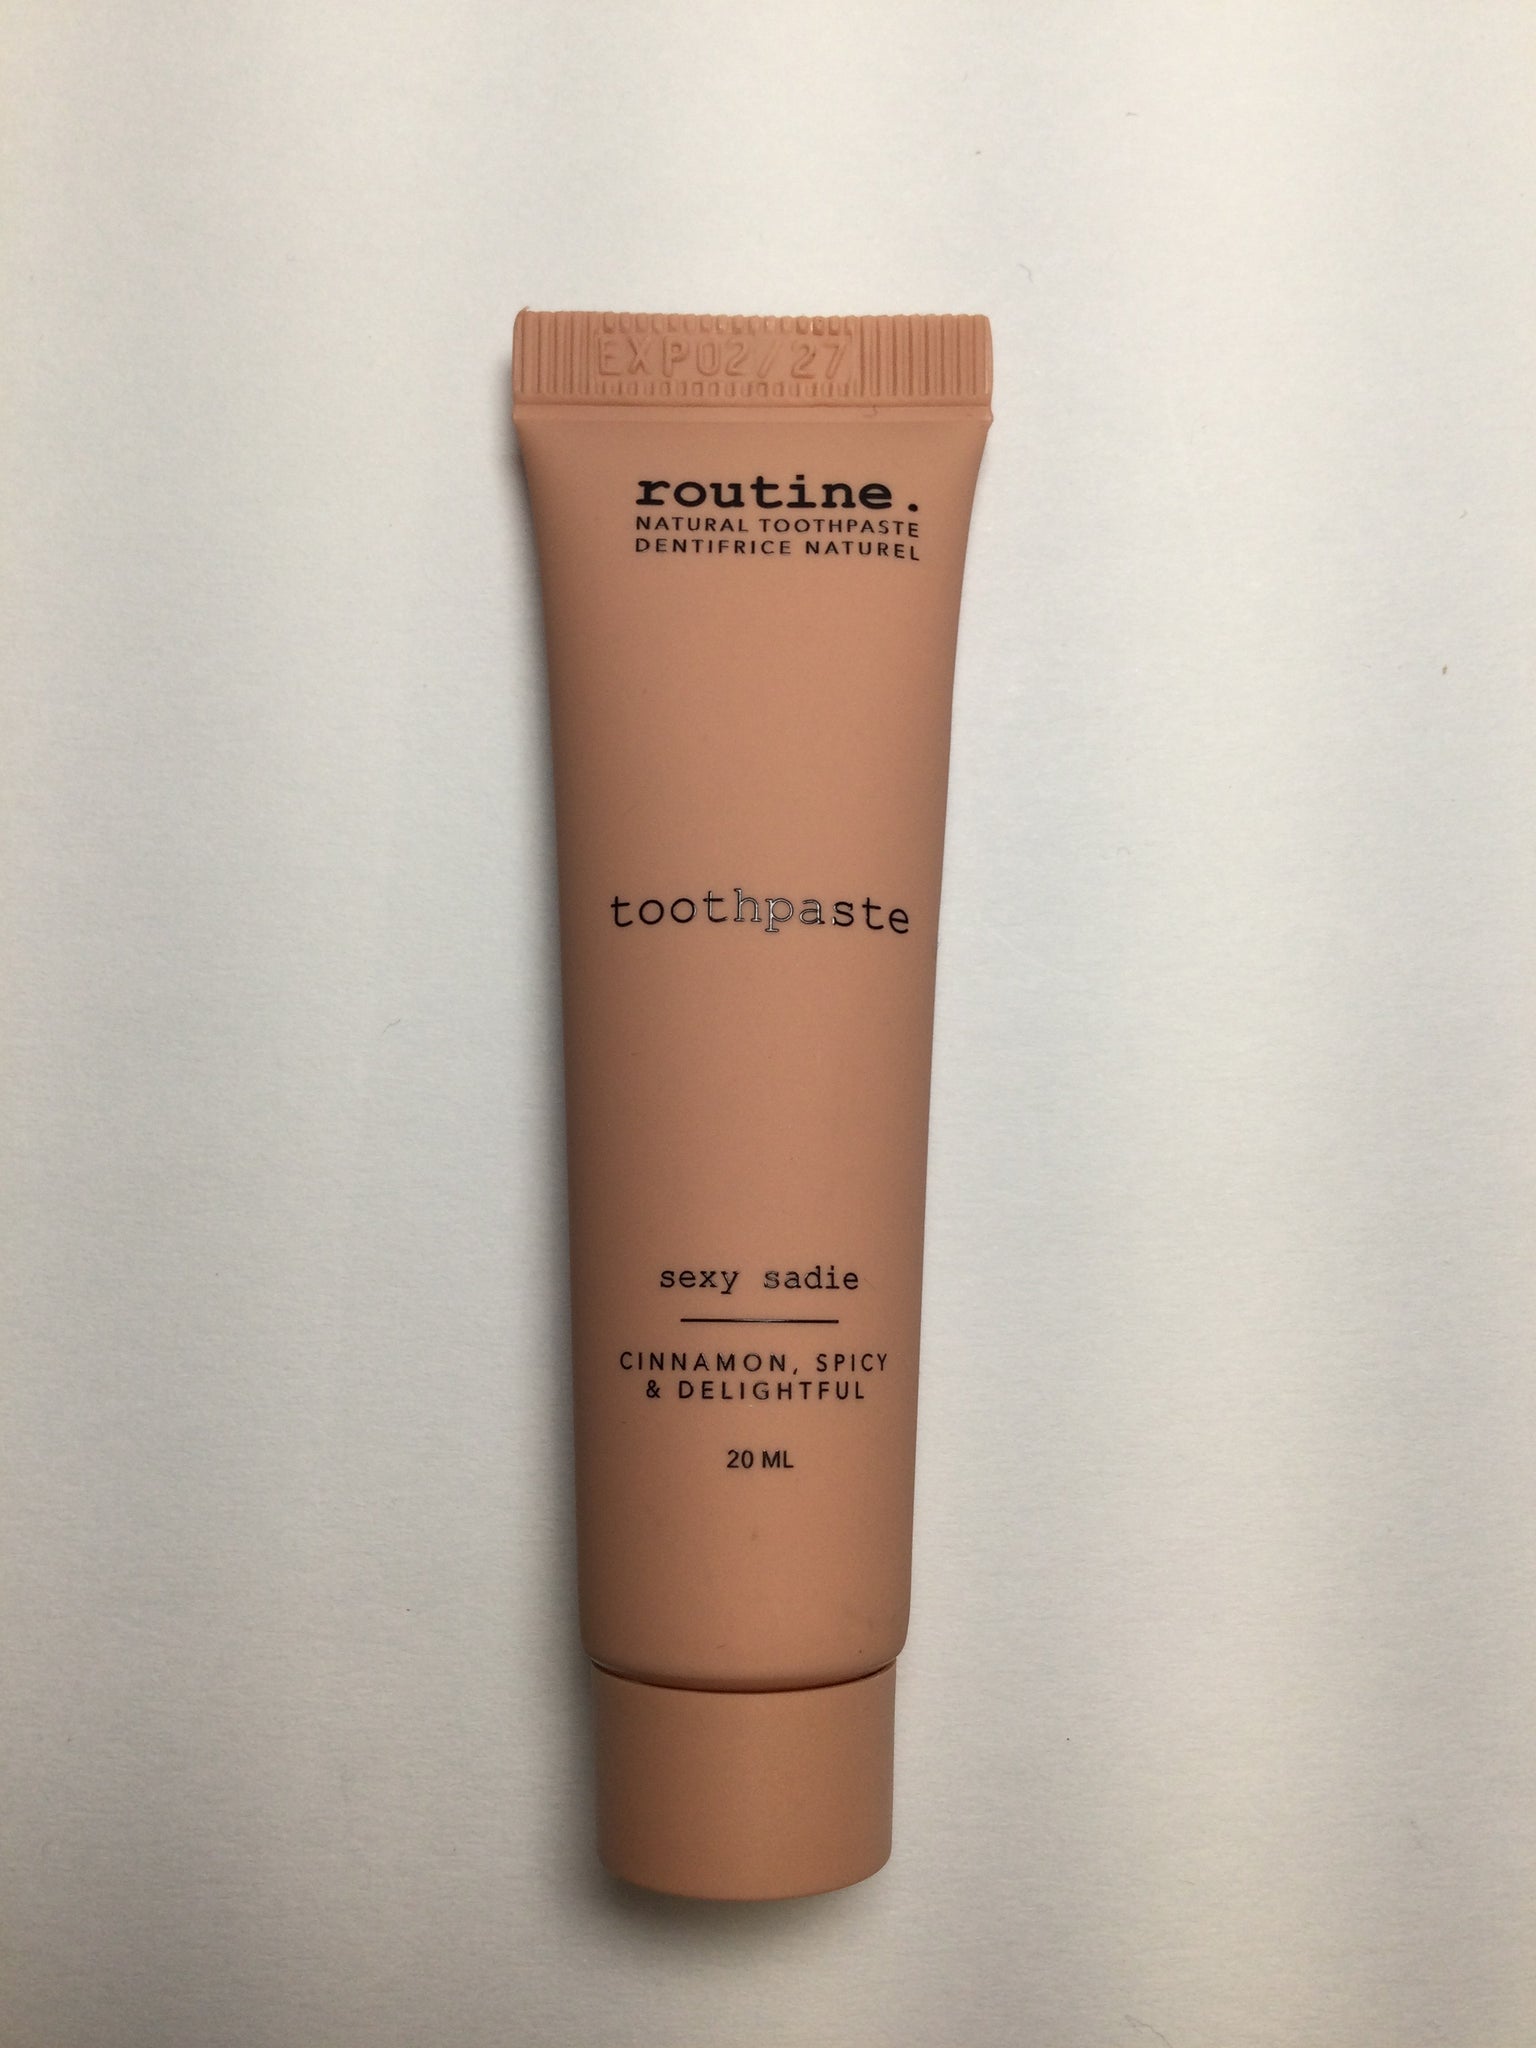 EXP02/27
routine.
NATURAL TOOTHPASTE
DENTIFRICE NATUREL
toothpaste
sexy sadie
CINNAMON, SPICY
& DELIGHTFUL
20 ML